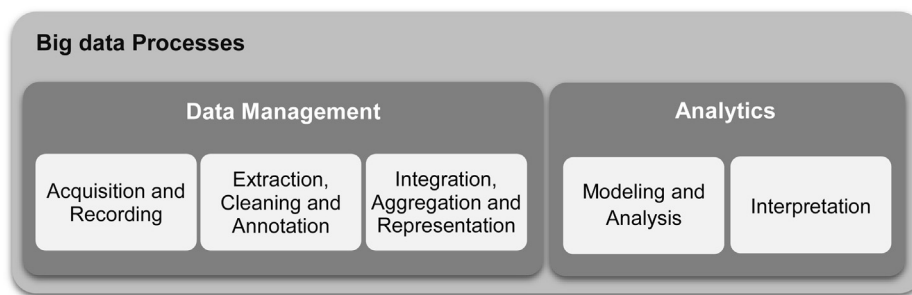 Big data Processes
Data Management
Analytics
Acquisition and
Recording
Extraction,
Cleaning and
Annotation
Integration,
Aggregation and
Representation
Modeling and
Analysis
Interpretation